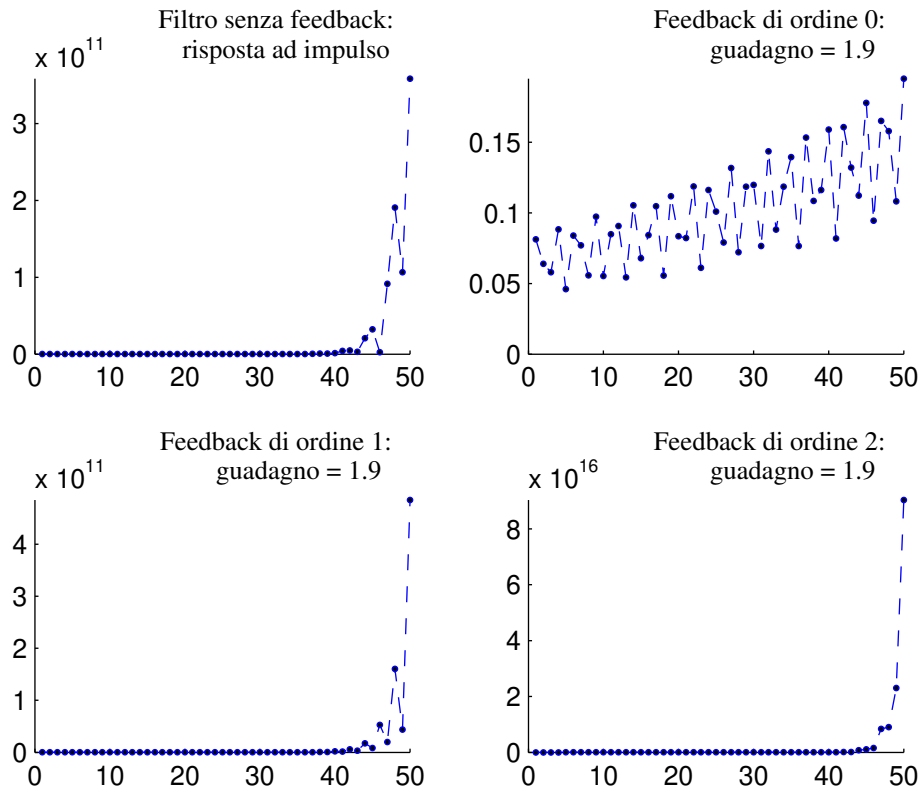 Filtro senza feedback:
risposta ad impulso
x 10^11
3
2
1
0
0 10 20 30 40 50
Feedback di ordine 0:
guadagno = 1.9
0.15
0.1
0.05
0
0 10 20 30 40 50
Feedback di ordine 1:
guadagno = 1.9
x 10^11
4
3
2
1
0
0 10 20 30 40 50
Feedback di ordine 2:
guadagno = 1.9
x 10^16
8
6
4
2
0
0 10 20 30 40 50